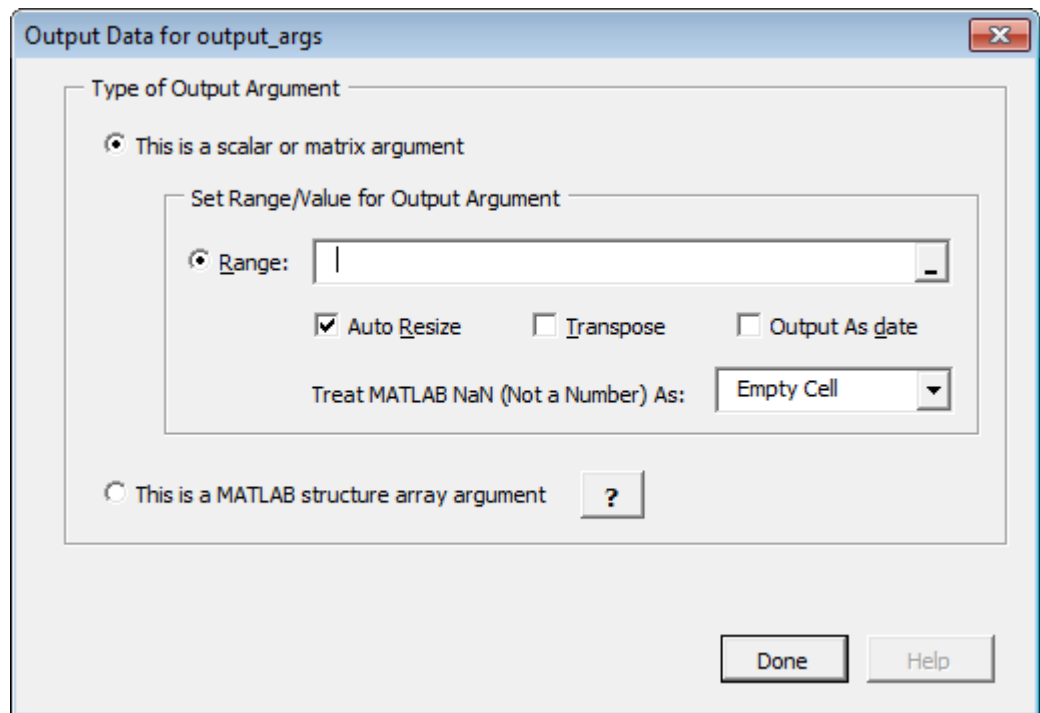 Output Data for output_args
Type of Output Argument
This is a scalar or matrix argument
Set Range/Value for Output Argument
Range:
Auto Resize Transpose Output As date
Treat MATLAB NaN (Not a Number) As: Empty Cell
This is a MATLAB structure array argument ?
Done Help